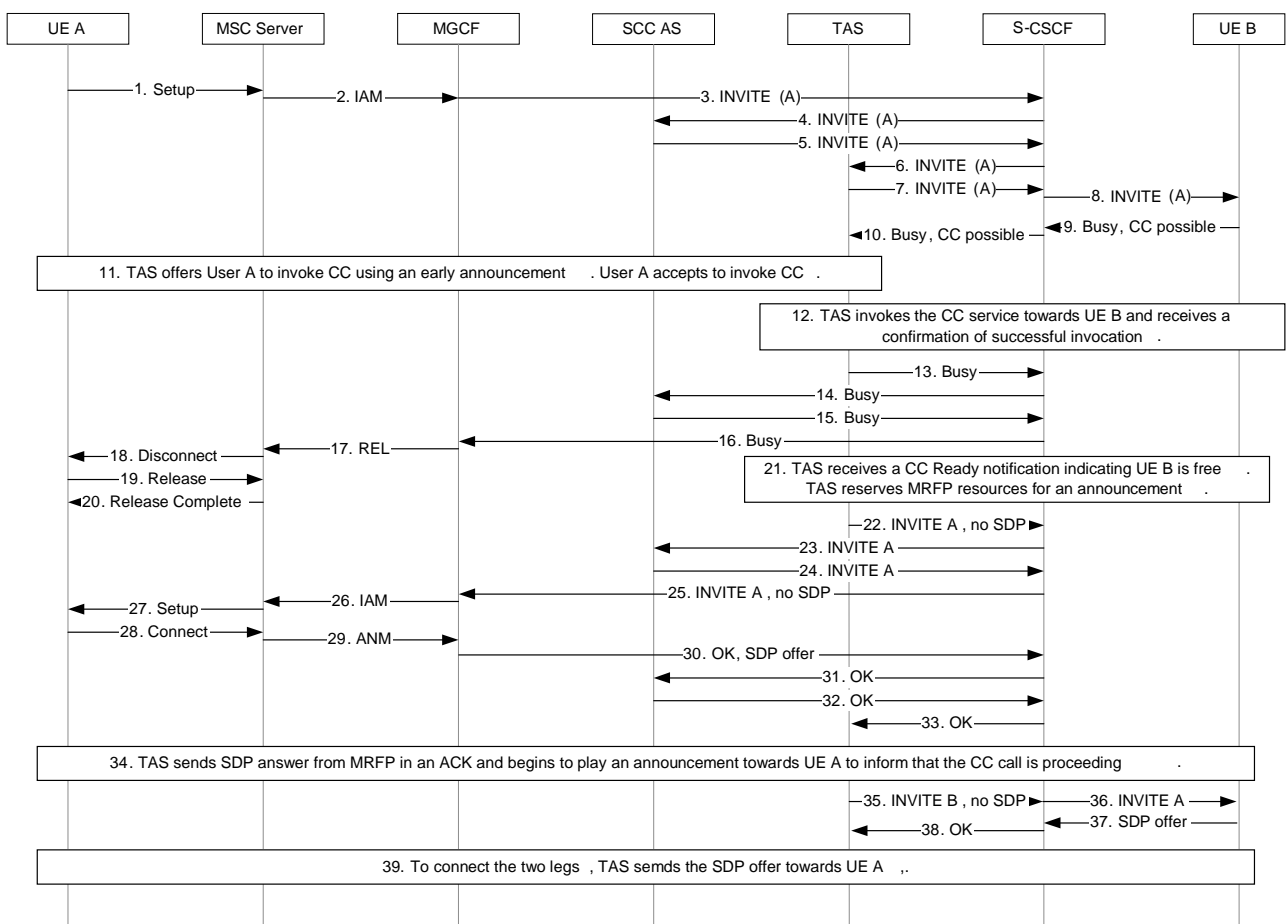 UE A
MSC Server
MGCF
SCC AS
TAS
S-CSCF
UE B
1. Setup
2. IAM
3. INVITE (A)
4. INVITE (A)
5. INVITE (A)
6. INVITE (A)
7. INVITE (A)
8. INVITE (A)
9. Busy, CC possible
10. Busy, CC possible
11. TAS offers User A to invoke CC using an early announcement . User A accepts to invoke CC .
12. TAS invokes the CC service towards UE B and receives a
confirmation of successful invocation .
13. Busy
14. Busy
15. Busy
16. Busy
17. REL
18. Disconnect
19. Release
20. Release Complete
21. TAS receives a CC Ready notification indicating UE B is free .
TAS reserves MRFP resources for an announcement .
22. INVITE A , no SDP
23. INVITE A
24. INVITE A
25. INVITE A , no SDP
26. IAM
27. Setup
28. Connect
29. ANM
30. OK, SDP offer
31. OK
32. OK
33. OK
34. TAS sends SDP answer from MRFP in an ACK and begins to play an announcement towards UE A to inform that the CC call is proceeding .
35. INVITE B , no SDP
36. INVITE A
37. SDP offer
38. OK
39. To connect the two legs , TAS semds the SDP offer towards UE A ,.